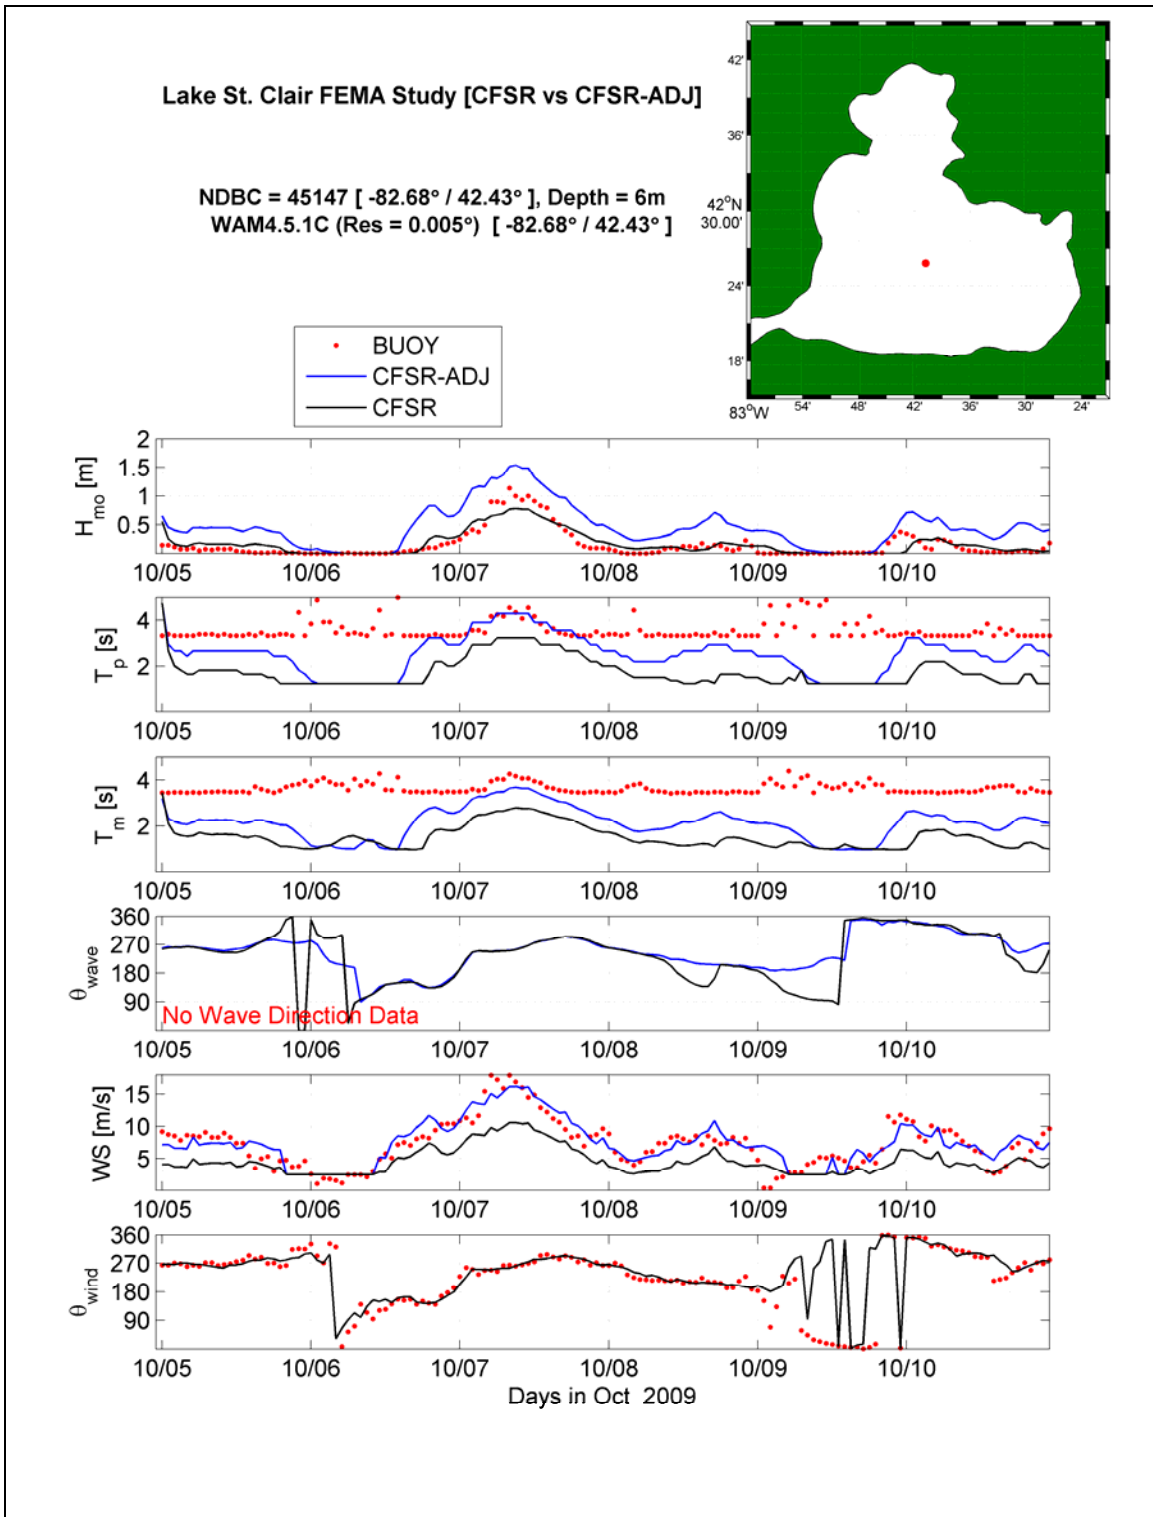 Lake St. Clair FEMA Study [CFSR vs CFSR-ADJ]
NDBC = 45147 [ -82.68° / 42.43° ], Depth = 6m
WAM4.5.1C (Res = 0.005°) [ -82.68° / 42.43° ]
42'
36'
42°N
30.00'
24'
18'
83°W
54'
48'
42'
36'
30'
24'
BUOY
CFSR-ADJ
CFSR
Hmo [m]
2
1.5
1
0.5
10/05 10/06 10/07 10/08 10/09 10/10
Tp [s]
4
2
10/05 10/06 10/07 10/08 10/09 10/10
Tm [s]
4
2
10/05 10/06 10/07 10/08 10/09 10/10
θwave
360
270
180
90
No Wave Direction Data
10/05 10/06 10/07 10/08 10/09 10/10
WS [m/s]
15
10
5
10/05 10/06 10/07 10/08 10/09 10/10
θwind
360
270
180
90
10/05 10/06 10/07 10/08 10/09 10/10
Days in Oct 2009